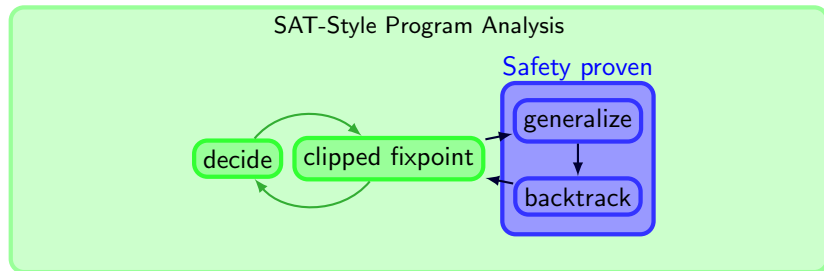 SAT-Style Program Analysis
Safety proven
generalize
decide
clipped fixpoint
backtrack